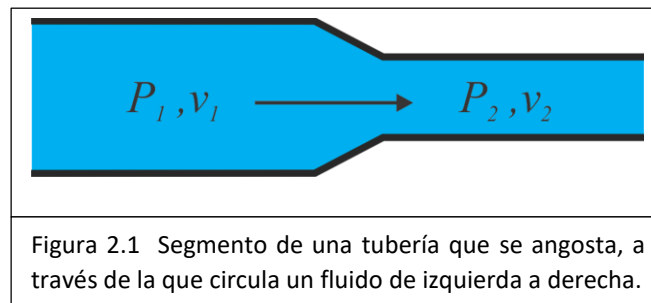 P₁ ,v₁
P₂ ,v₂
Figura 2.1 Segmento de una tubería que se angosta, a
través de la que circula un fluido de izquierda a derecha.